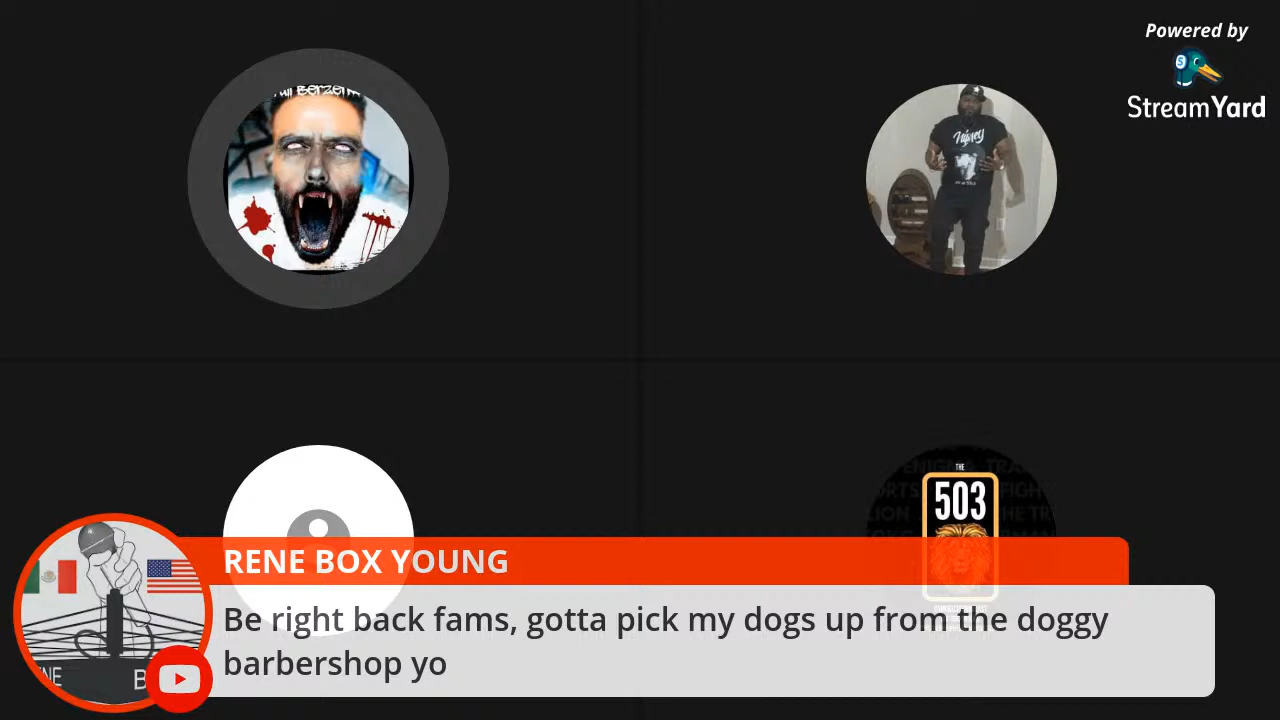 Powered by
StreamYard
THE
503
RENE BOX YOUNG
Be right back fams, gotta pick my dogs up from the doggy
barbershop yo